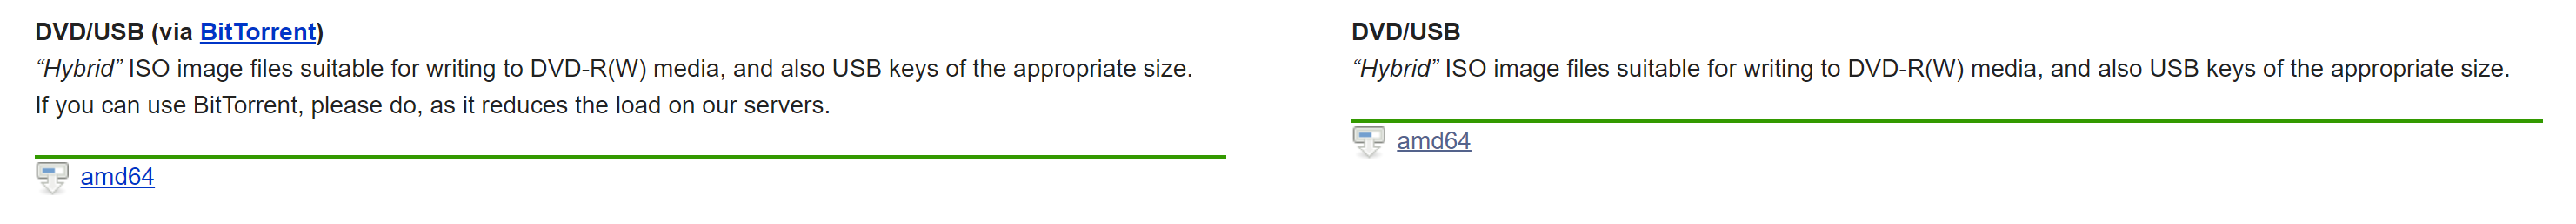 DVD/USB (via BitTorrent)
“Hybrid” ISO image files suitable for writing to DVD-R(W) media, and also USB keys of the appropriate size.
If you can use BitTorrent, please do, as it reduces the load on our servers.
amd64
DVD/USB
“Hybrid” ISO image files suitable for writing to DVD-R(W) media, and also USB keys of the appropriate size.
amd64